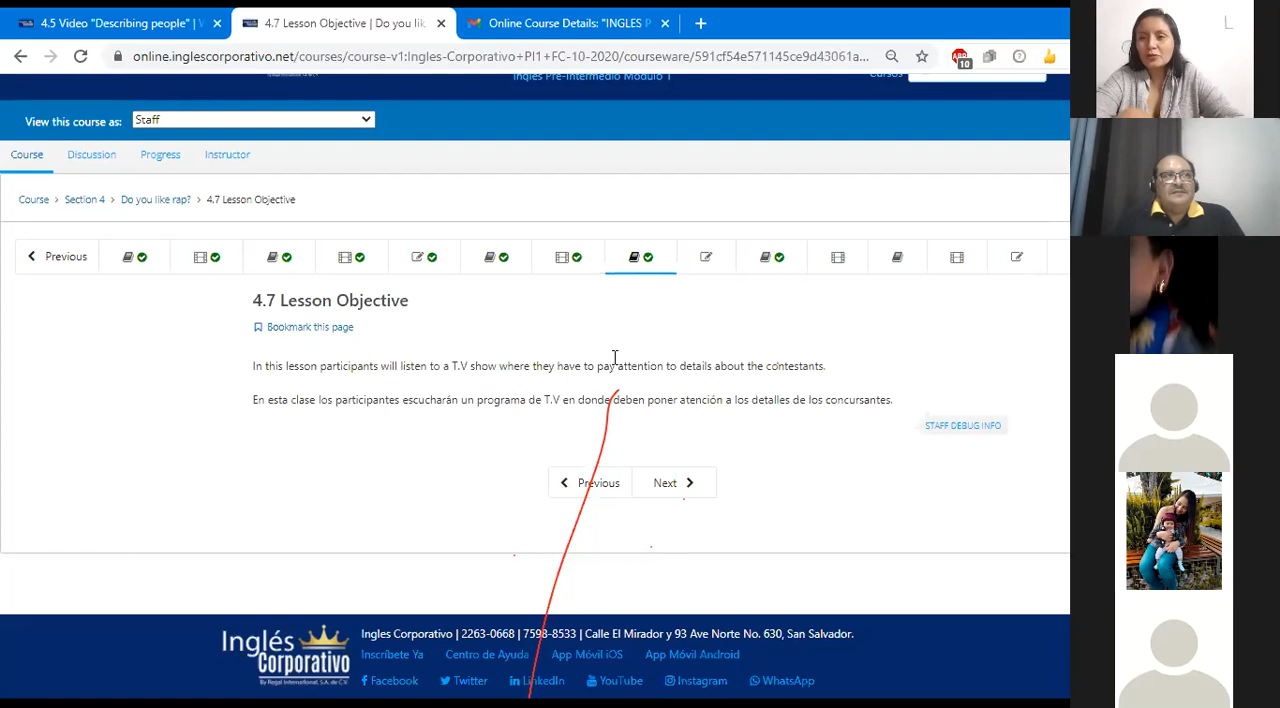 4.5 Video "Describing people" | W
4.7 Lesson Objective | Do you lik
Online Course Details: "INGLES P
online.inglescorporativo.net/courses/course-v1:Ingles
orporativo+PI1+FC-10-2020/courseware/591cf54e571145ce9d43061a...
10
Ingles Pre-Intermedio Modulo 1
Cursos
View this course as:
Staff
Course
Discussion
Progress
Instructor
Course > Section 4 > Do you like rap? > 4.7 Lesson Objective
Previous
4.7 Lesson Objective
Bookmark this page
In this lesson participants will listen to a T.V show where they have to pay attention to details about the contestants.
En esta clase los participantes escucharán un programa de T.V en donde deben poner atención a los detalles de los concursantes.
STAFF DEBUG INFO
Previous
Next
Inglés Corporativo
By Regal International, S.A. de C.V.
Ingles Corporativo | 2263-0668 | 7598-8533 | Calle El Mirador y 93 Ave Norte No. 630, San Salvador.
Inscríbete Ya
Centro de Ayuda
App Móvil iOS
App Móvil Android
Facebook
Twitter
LinkedIn
YouTube
Instagram
WhatsApp